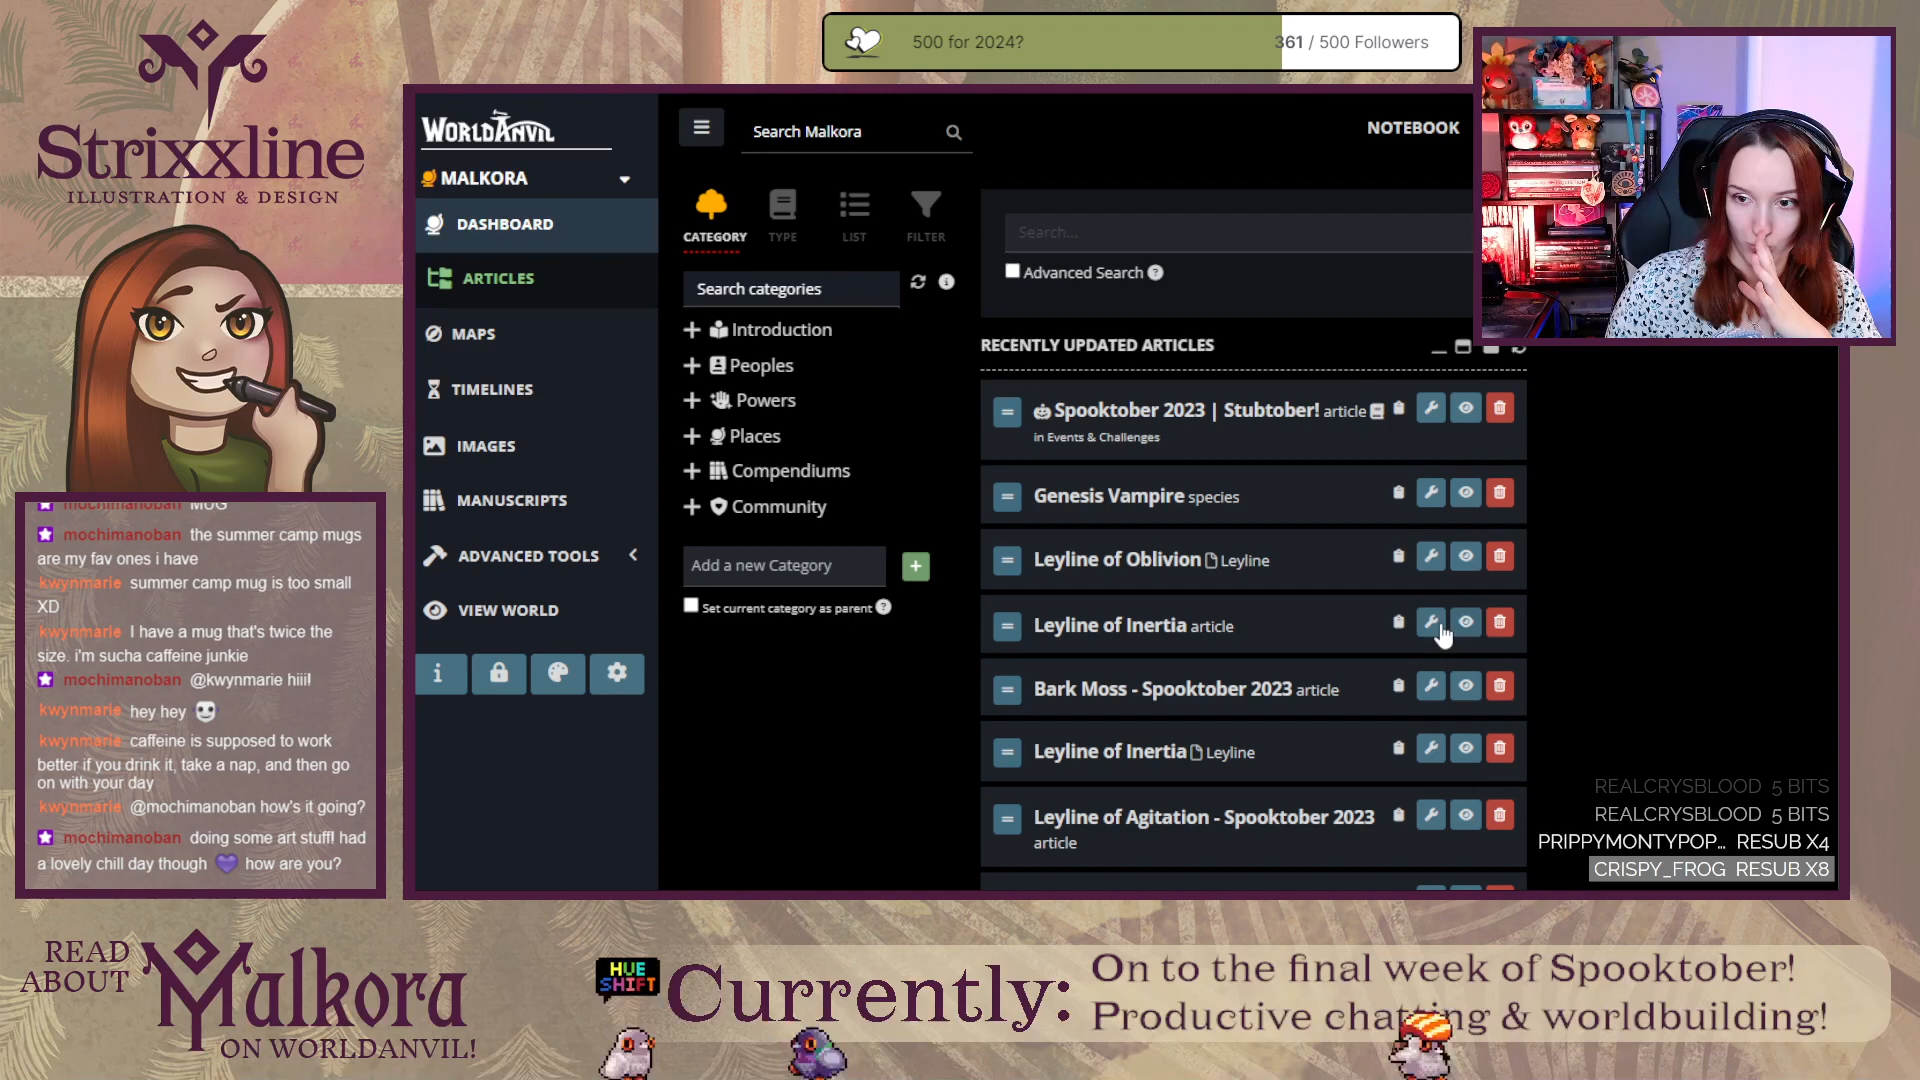 Strixxline
ILLUSTRATION & DESIGN
500 for 2024?
361 / 500 Followers
WORLDANVIL
MALKORA
DASHBOARD
ARTICLES
MAPS
TIMELINES
IMAGES
MANUSCRIPTS
ADVANCED TOOLS
VIEW WORLD
Search Malkora
NOTEBOOK
CATEGORY
TYPE
LIST
FILTER
Search categories
Introduction
Peoples
Powers
Places
Compendiums
Community
Add a new Category
Set current category as parent
Search...
Advanced Search
RECENTLY UPDATED ARTICLES
Spooktober 2023 | Stubtober! article
in Events & Challenges
Genesis Vampire species
Leyline of Oblivion Leyline
Leyline of Inertia article
Bark Moss - Spooktober 2023 article
Leyline of Inertia Leyline
Leyline of Agitation - Spooktober 2023
article
mochimanoban MUG
mochimanoban the summer camp mugs
are my fav ones i have
kwynmarie summer camp mug is too small
XD
kwynmarie I have a mug that's twice the
size. i'm sucha caffeine junkie
mochimanoban @kwynmarie hiii!
kwynmarie hey hey
kwynmarie caffeine is supposed to work
better if you drink it, take a nap, and then go
on with your day
kwynmarie @mochimanoban how's it going?
mochimanoban doing some art stuff! had
a lovely chill day though how are you?
REALCRYSBLOOD 5 BITS
REALCRYSBLOOD 5 BITS
PRIPPYMONTYPOP... RESUB X4
CRISPY_FROG RESUB X8
READ
ABOUT
Malkora
ON WORLDANVIL!
HUE
SHIFT
Currently:
On to the final week of Spooktober!
Productive chatting & worldbuilding!